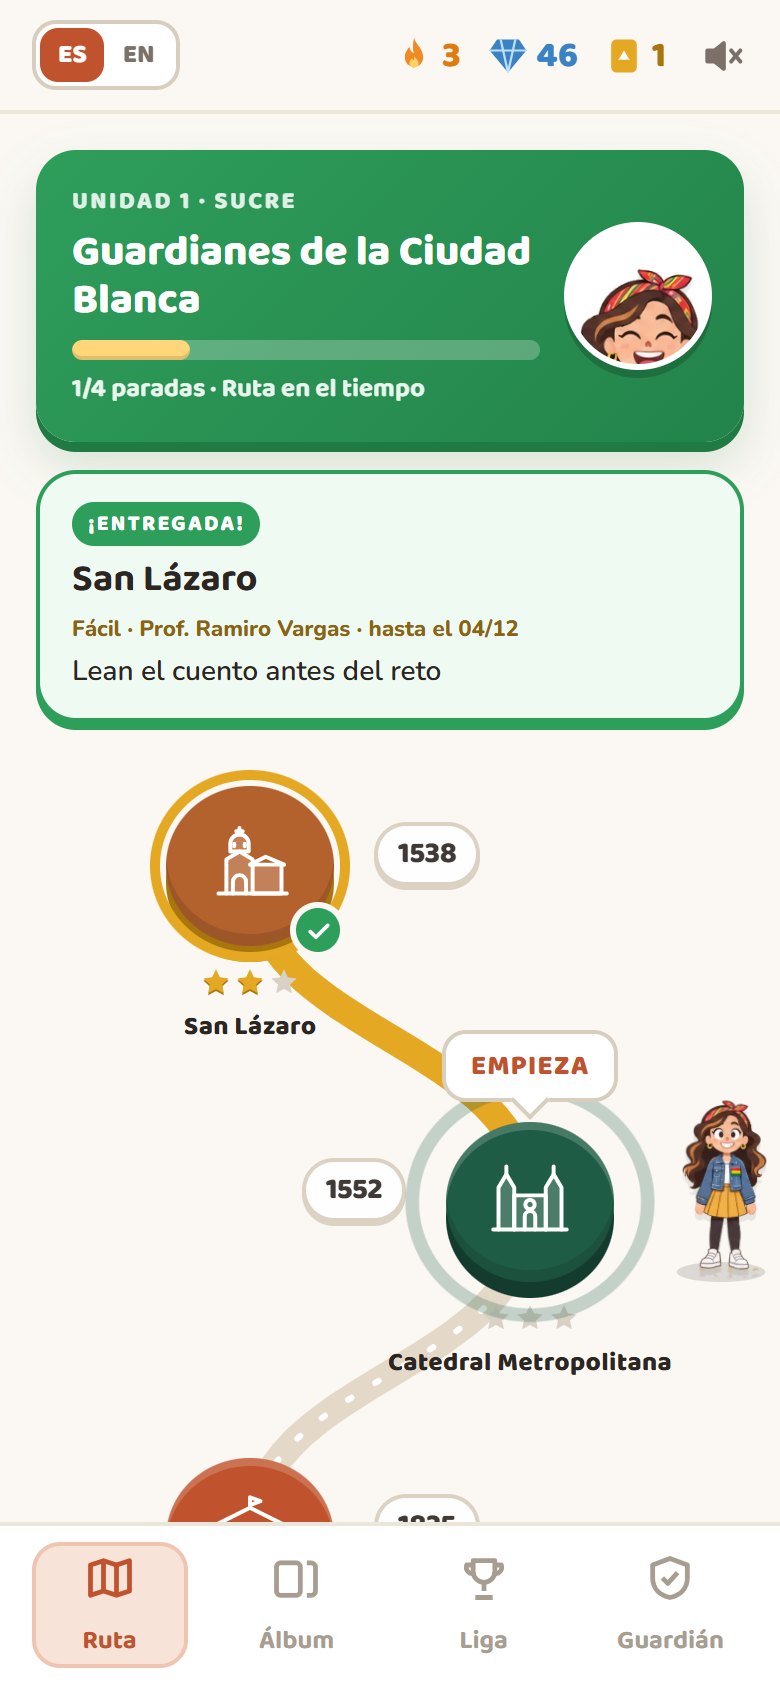 ES EN 3 46 1
UNIDAD 1 · SUCRE
Guardianes de la Ciudad
Blanca
1/4 paradas · Ruta en el tiempo
¡ENTREGADA!
San Lázaro
Fácil · Prof. Ramiro Vargas · hasta el 04/12
Lean el cuento antes del reto
1538
San Lázaro
EMPIEZA
1552
Catedral Metropolitana
Ruta Álbum Liga Guardián